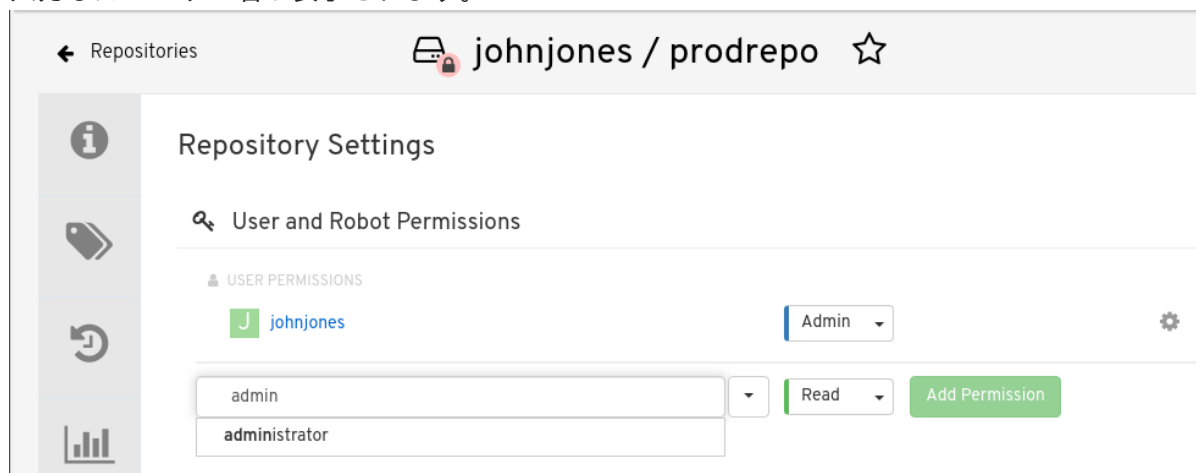 Repositories
johnjones / prodrepo
Repository Settings
User and Robot Permissions
USER PERMISSIONS
J johnjones Admin
admin Read Add Permission
administrator